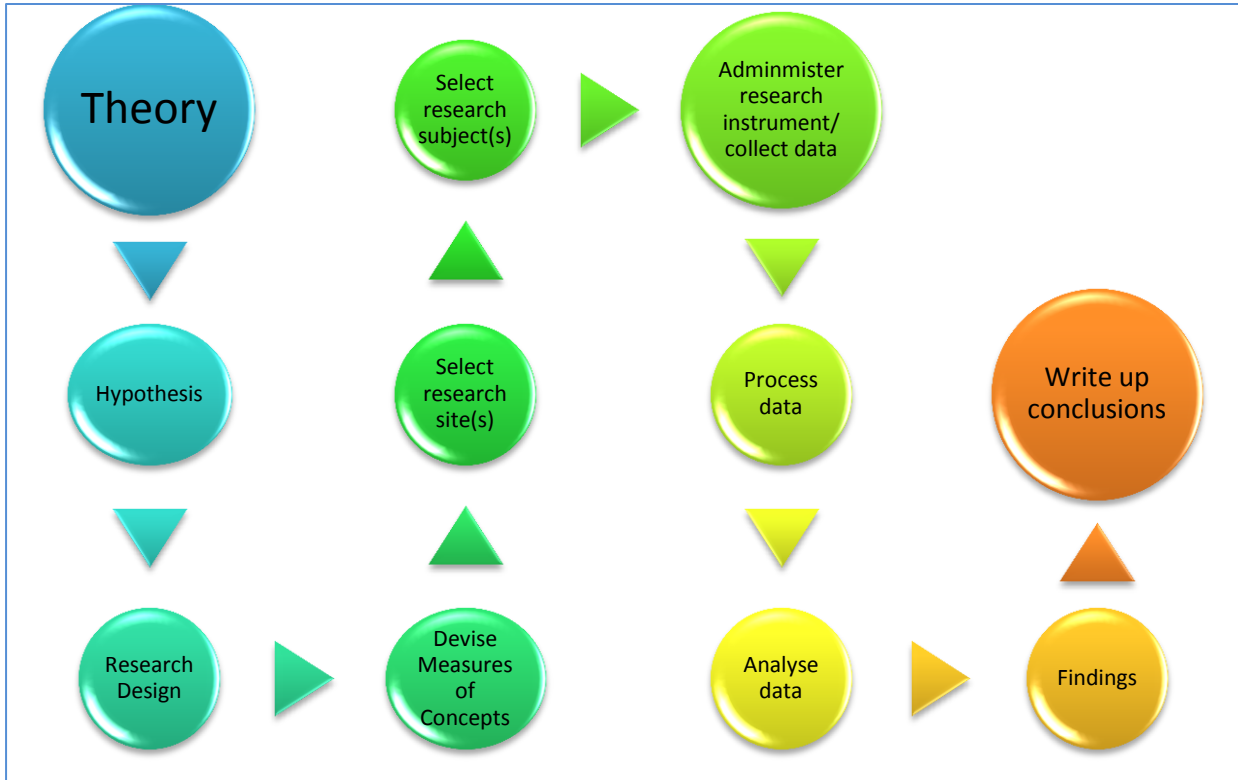 Theory
Hypothesis
Research
Design
Devise
Measures
of
Concepts
Select
research
site(s)
Select
research
subject(s)
Adminmister
research
instrument/
collect data
Process
data
Analyse
data
Findings
Write up
conclusions